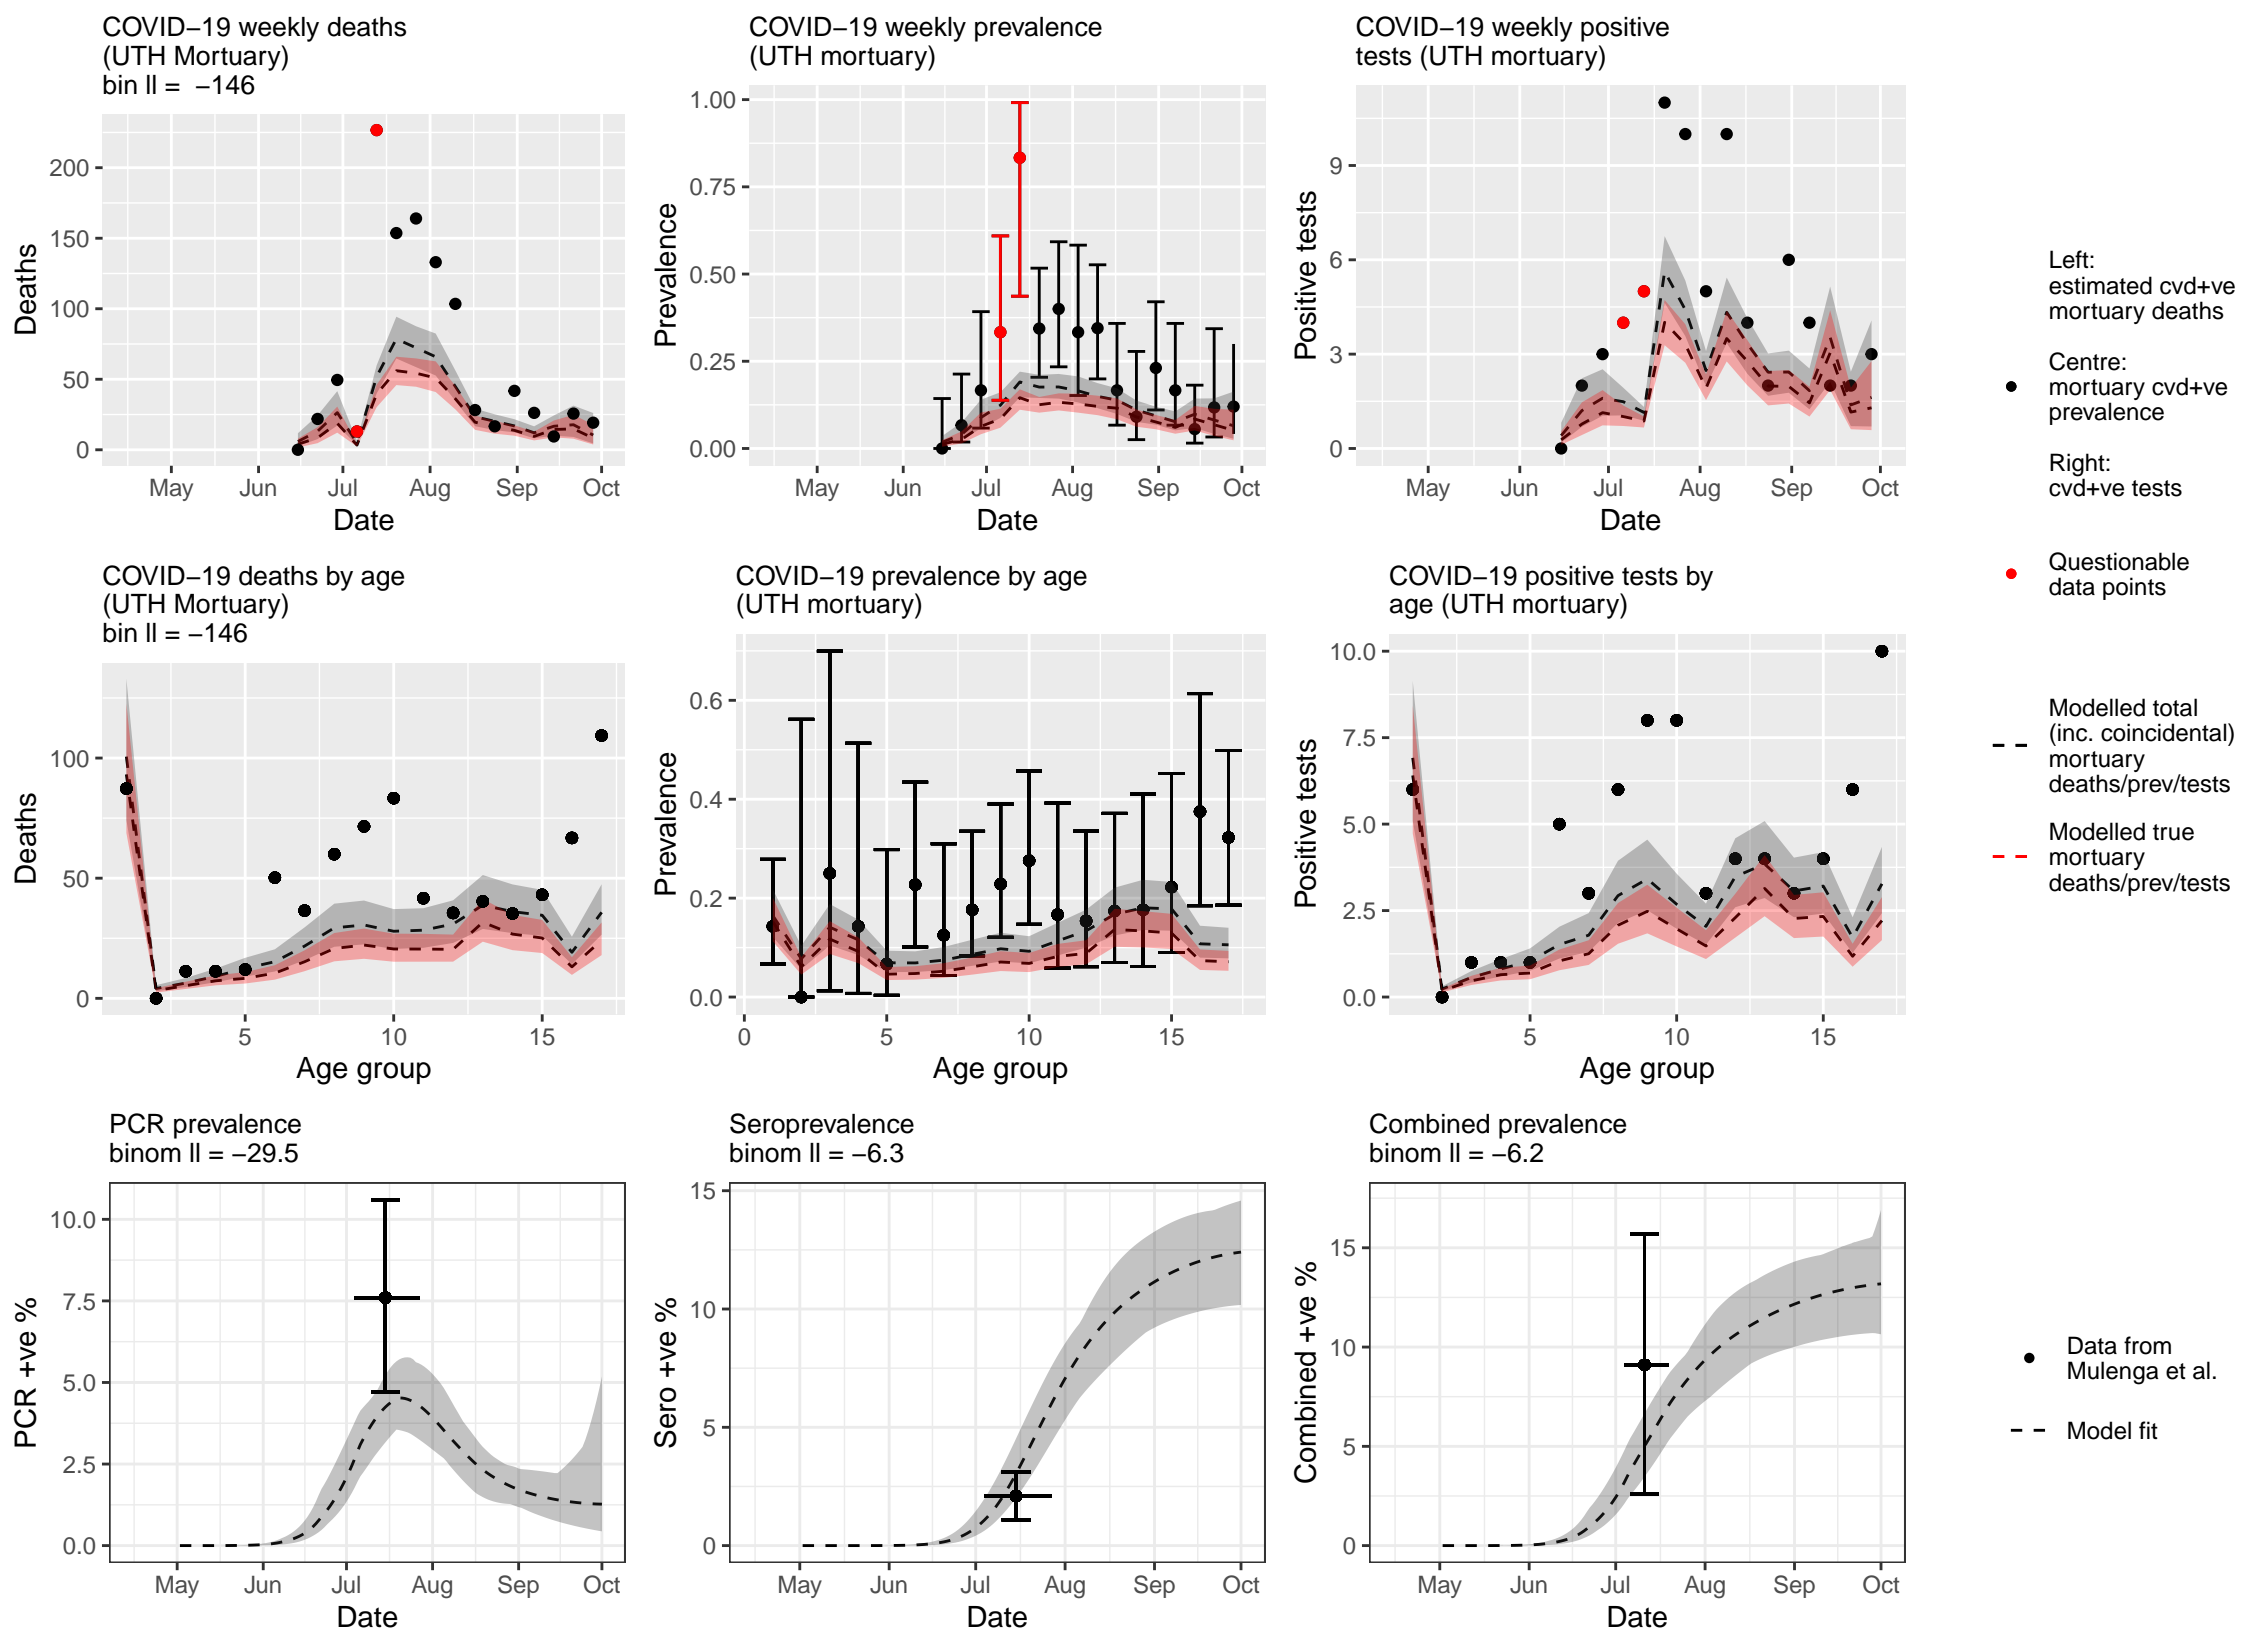 COVID−19 weekly deaths
(UTH Mortuary)
bin ll =  −146
200
150
100
50
0
Deaths
May
Jun
Jul
Aug
Sep
Oct
Date
COVID−19 weekly prevalence
(UTH mortuary)
1.00
0.75
0.50
0.25
0.00
Prevalence
May
Jun
Jul
Aug
Sep
Oct
Date
COVID−19 weekly positive
tests (UTH mortuary)
9
6
3
0
Positive tests
May
Jun
Jul
Aug
Sep
Oct
Date
Left:
estimated cvd+ve
mortuary deaths
Centre:
mortuary cvd+ve
prevalence
Right:
cvd+ve tests
Questionable
data points
Modelled total
(inc. coincidental)
mortuary
deaths/prev/tests
Modelled true
mortuary
deaths/prev/tests
COVID−19 deaths by age
(UTH Mortuary)
bin ll = −146
100
50
0
Deaths
5
10
15
Age group
COVID−19 prevalence by age
(UTH mortuary)
0.6
0.4
0.2
0.0
Prevalence
0
5
10
15
Age group
COVID−19 positive tests by
age (UTH mortuary)
10.0
7.5
5.0
2.5
0.0
Positive tests
5
10
15
Age group
PCR prevalence
binom ll = −29.5
10.0
7.5
5.0
2.5
0.0
PCR +ve %
May
Jun
Jul
Aug
Sep
Oct
Date
Seroprevalence
binom ll = −6.3
15
10
5
0
Sero +ve %
May
Jun
Jul
Aug
Sep
Oct
Date
Combined prevalence
binom ll = −6.2
15
10
5
0
Combined +ve %
May
Jun
Jul
Aug
Sep
Oct
Date
Data from
Mulenga et al.
Model fit